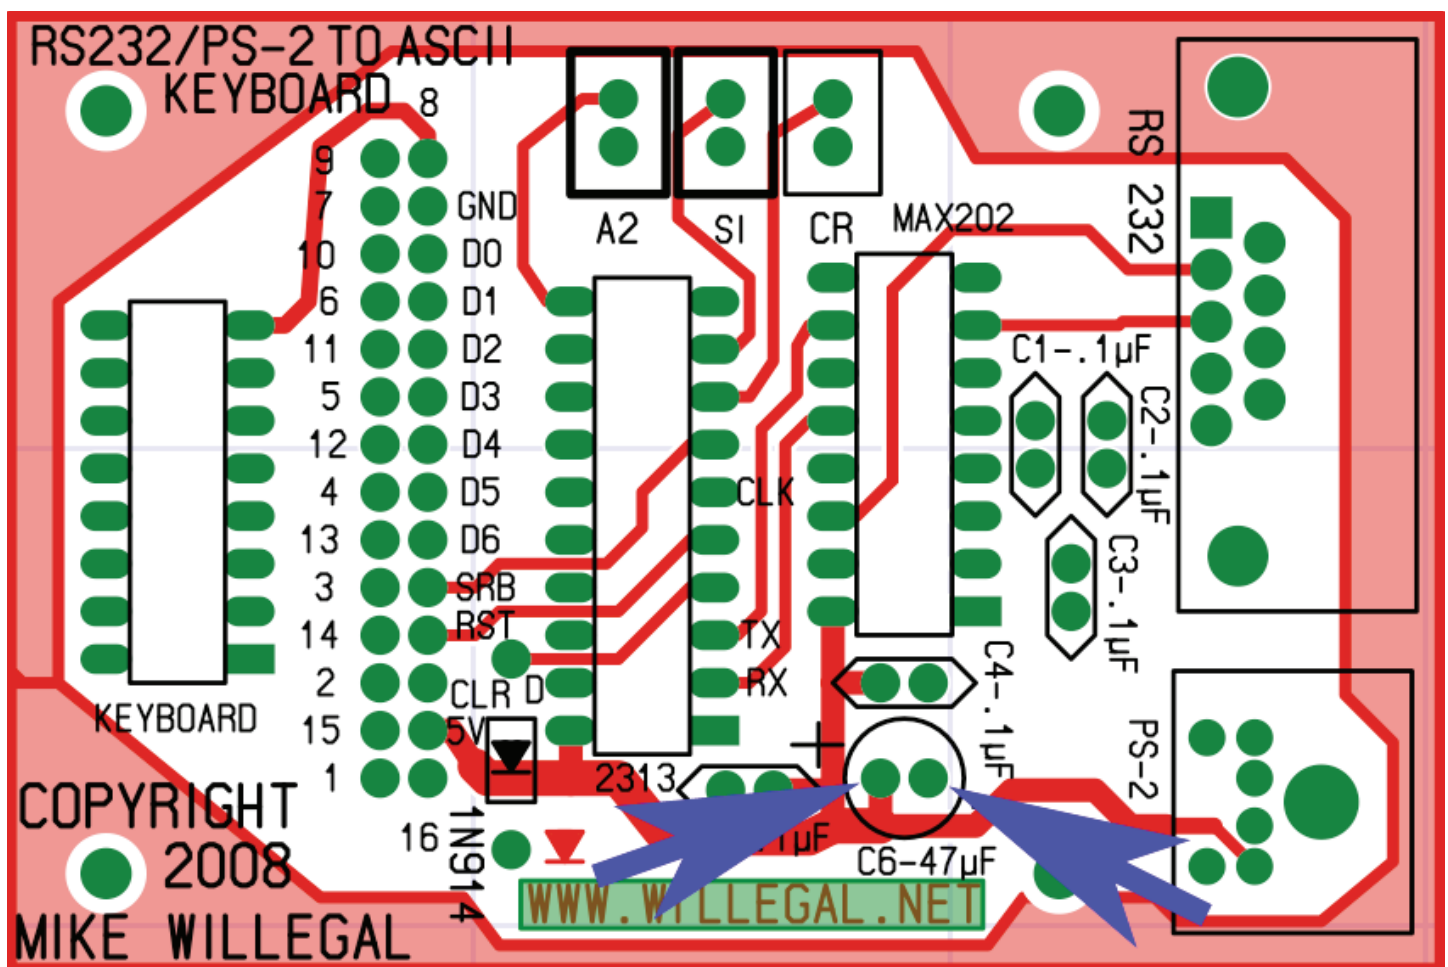 RS232/PS-2 TO ASCII
KEYBOARD
8
9
7
GND
10
D0
6
D1
11
D2
5
D3
12
D4
4
D5
13
D6
3
SRB
14
RST
2
CLR D
15
5V
1
16
1N914
KEYBOARD
A2
SI
CR
MAX202
CLK
TX
RX
2313
RS 232
C1-.1µF
C2-.1µF
C3-.1µF
C4-.1µF
+
C6-47µF
PS-2
COPYRIGHT
2008
MIKE WILLEGAL
WWW.WILLEGAL.NET